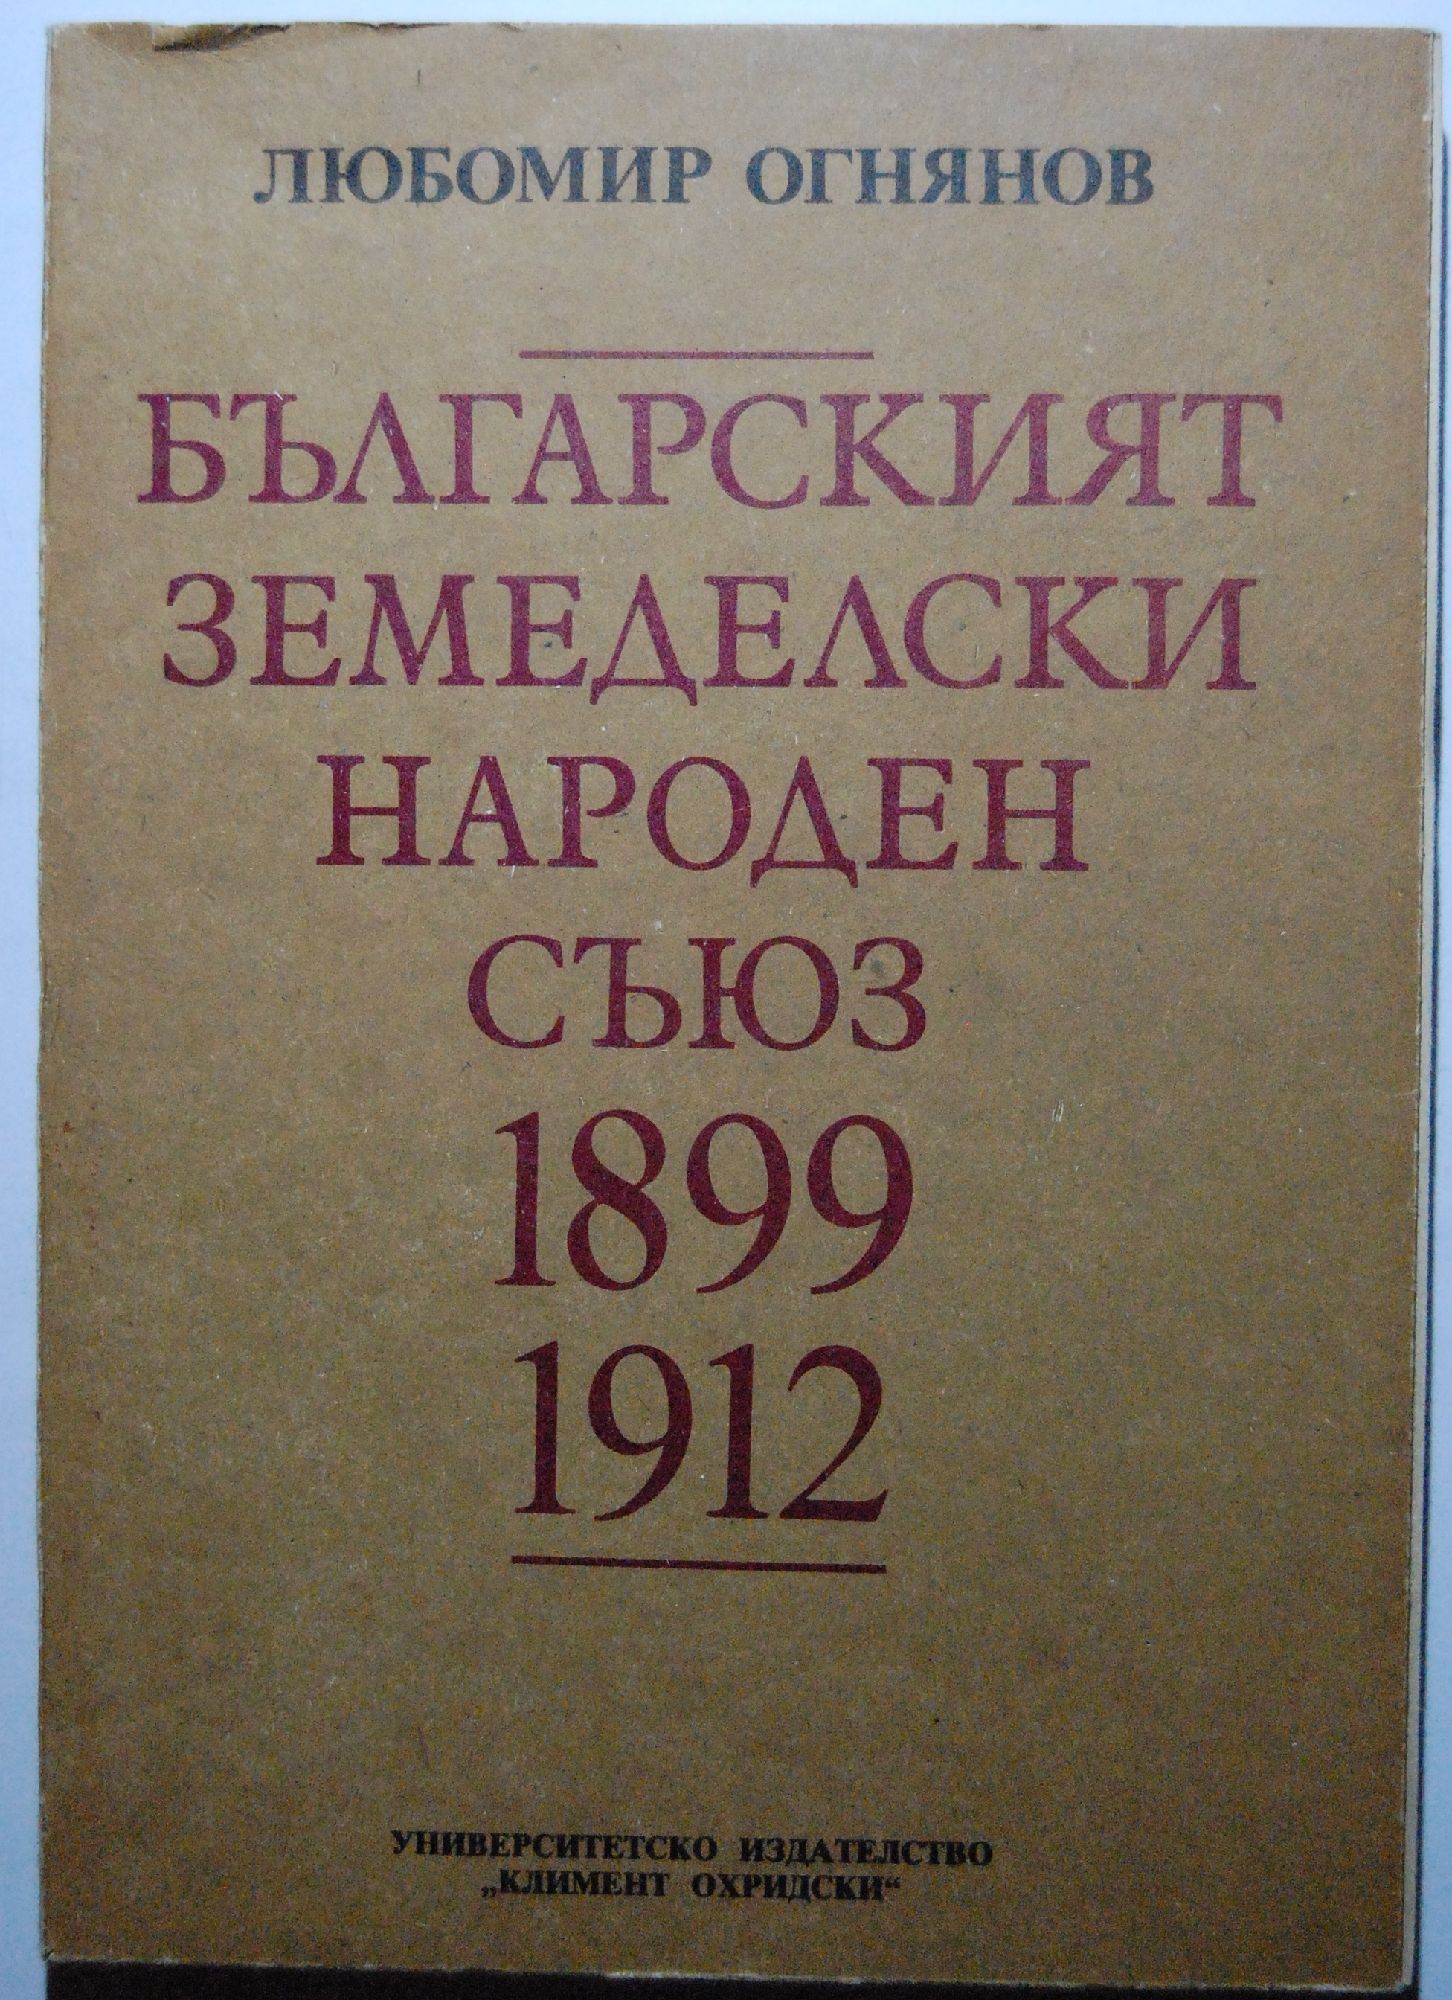 ЛЮБОМИР ОГНЯНОВ
БЪЛГАРСКИЯТ
ЗЕМЕДЕЛСКИ
НАРОДЕН
СЪЮЗ
1899
1912
УНИВЕРСИТЕТСКО ИЗДАТЕЛСТВО
„КЛИМЕНТ ОХРИДСКИ“